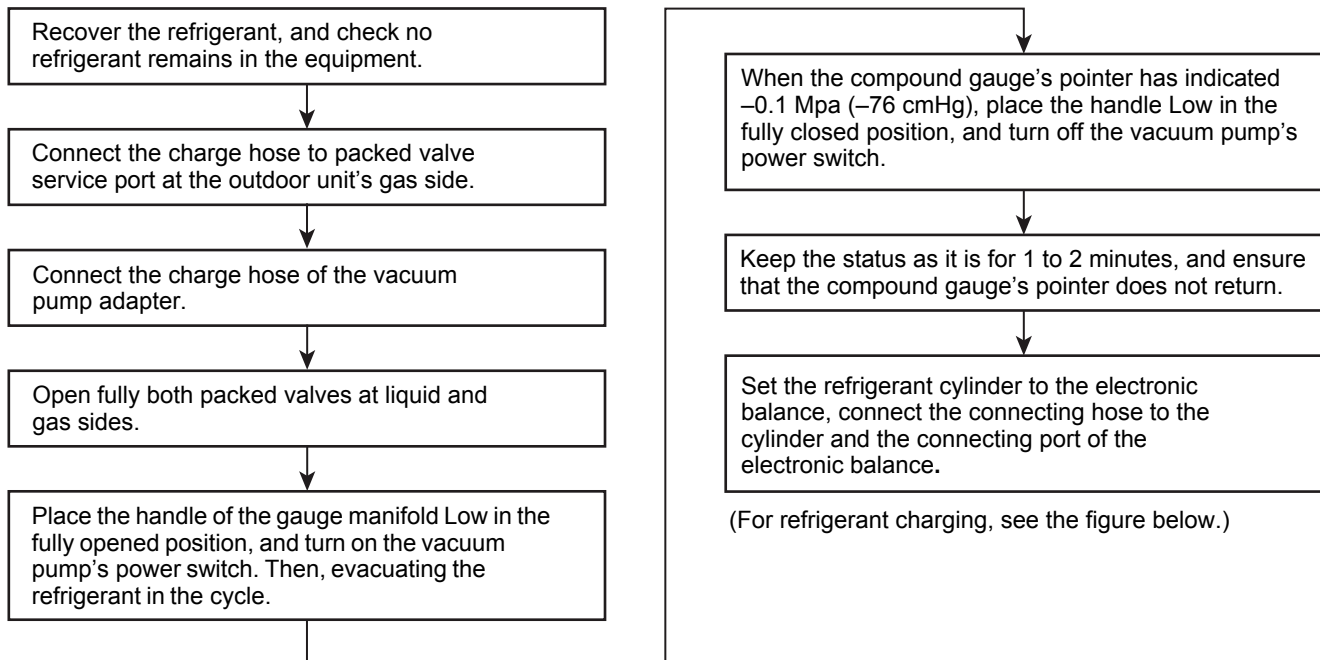 Recover the refrigerant, and check no
refrigerant remains in the equipment.
Connect the charge hose to packed valve
service port at the outdoor unit's gas side.
Connect the charge hose of the vacuum
pump adapter.
Open fully both packed valves at liquid and
gas sides.
Place the handle of the gauge manifold Low in the
fully opened position, and turn on the vacuum
pump's power switch. Then, evacuating the
refrigerant in the cycle.
When the compound gauge's pointer has indicated
–0.1 Mpa (–76 cmHg), place the handle Low in the
fully closed position, and turn off the vacuum pump's
power switch.
Keep the status as it is for 1 to 2 minutes, and ensure
that the compound gauge's pointer does not return.
Set the refrigerant cylinder to the electronic
balance, connect the connecting hose to the
cylinder and the connecting port of the
electronic balance.
(For refrigerant charging, see the figure below.)